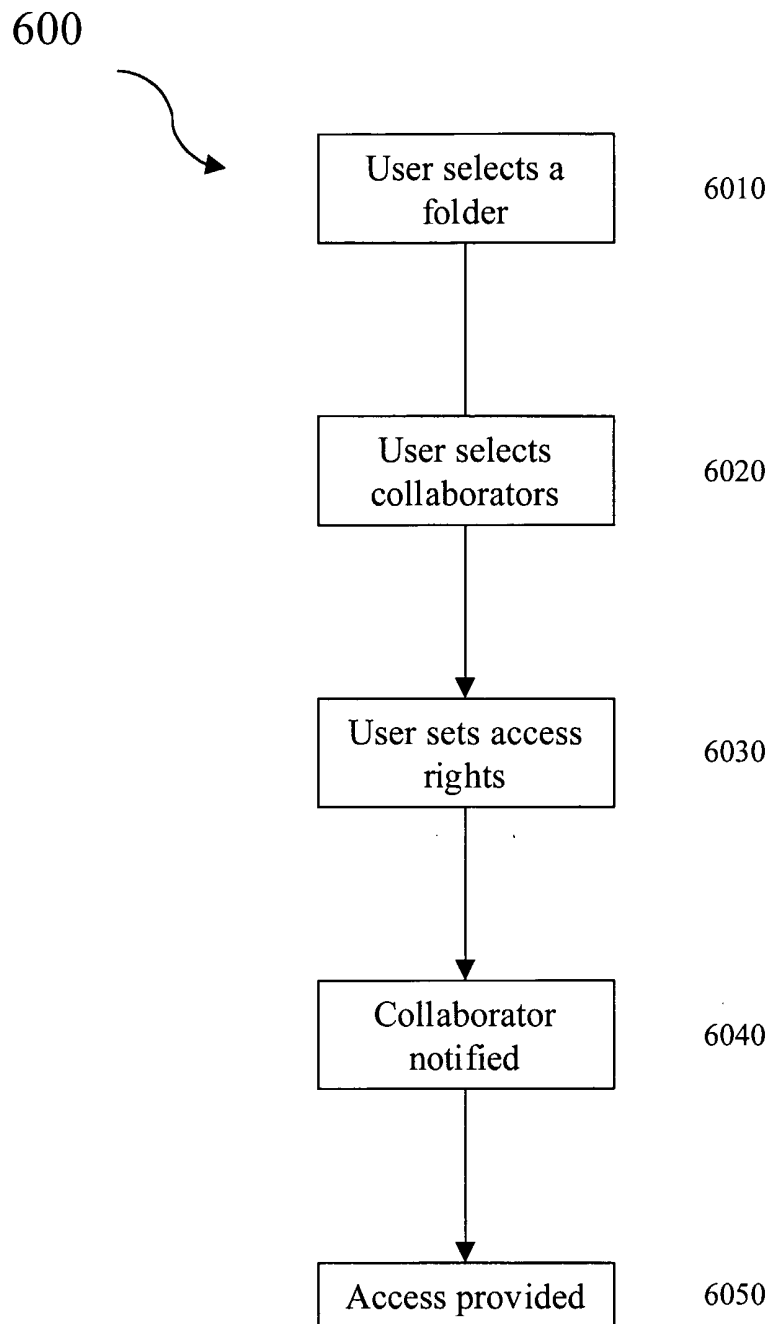 600
User selects a
folder
6010
User selects
collaborators
6020
User sets access
rights
6030
Collaborator
notified
6040
Access provided
6050